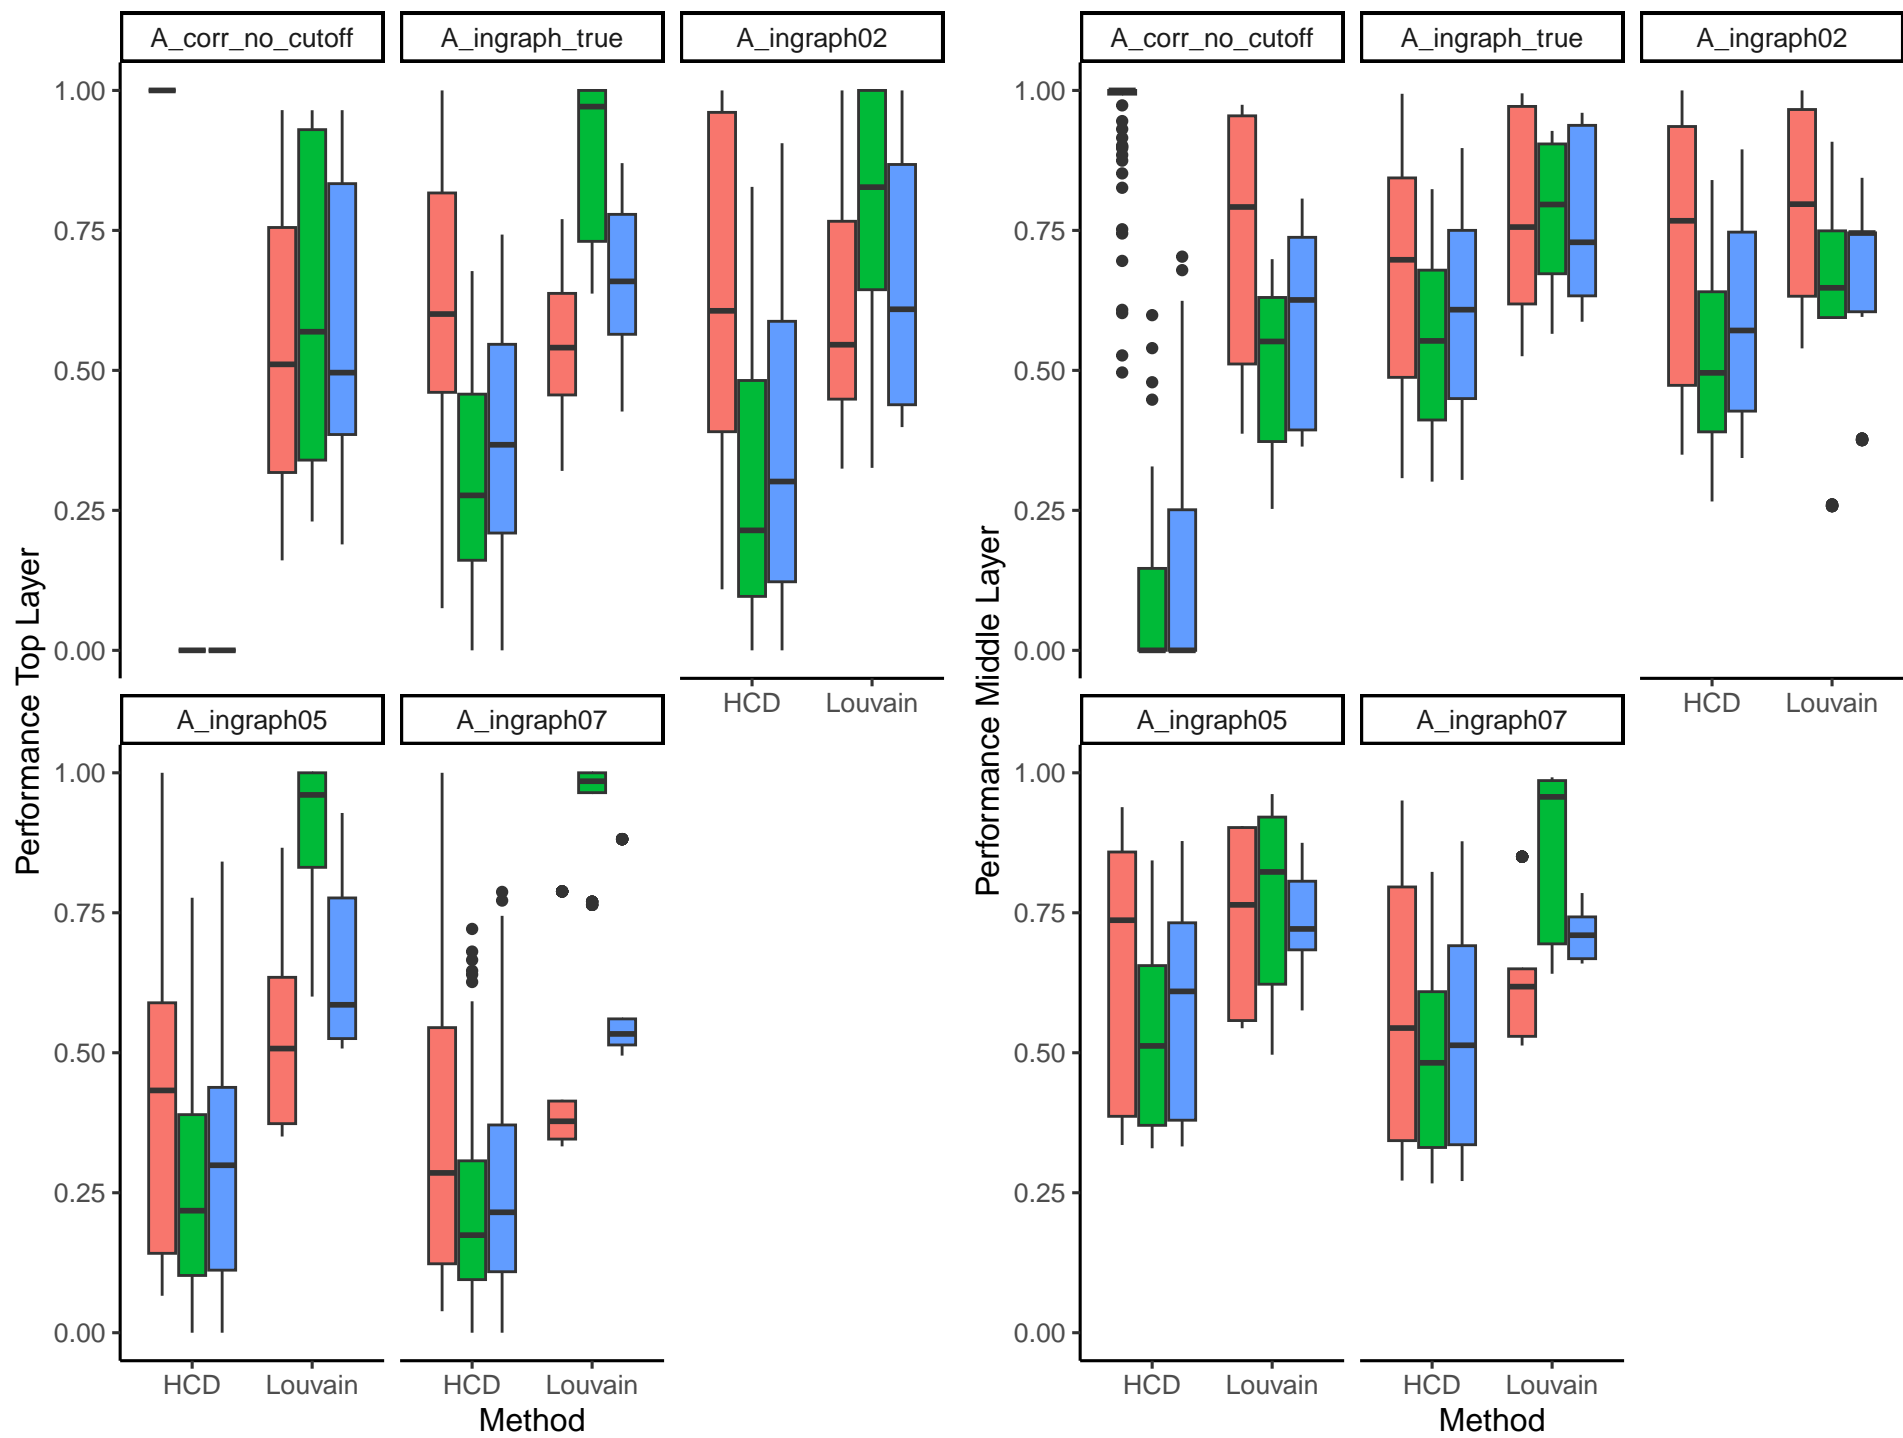 A_corr_no_cutoff
A_ingraph_true
A_ingraph02
1.00
0.75
0.50
0.25
0.00
HCD
Louvain
A_ingraph05
A_ingraph07
1.00
0.75
0.50
0.25
0.00
HCD
Louvain
HCD
Louvain
Method
Performance Top Layer
A_corr_no_cutoff
A_ingraph_true
A_ingraph02
1.00
0.75
0.50
0.25
0.00
HCD
Louvain
A_ingraph05
A_ingraph07
1.00
0.75
0.50
0.25
0.00
HCD
Louvain
HCD
Louvain
Method
Performance Middle Layer